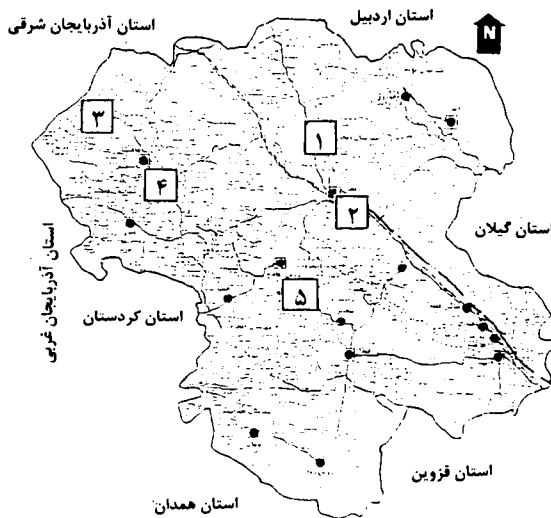 استان اردبیل
استان آذربایجان شرقی
N
۳
۱
۴
۲
استان گیلان
استان آذربایجان غربی
۵
استان کردستان
استان قزوین
استان همدان